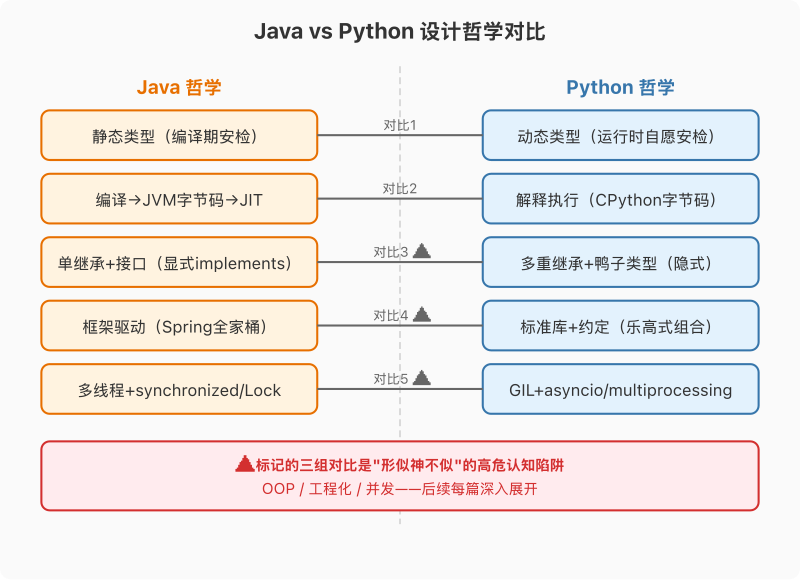 Java vs Python 设计哲学对比
Java 哲学
Python 哲学
静态类型（编译期安检）
对比1
动态类型（运行时自愿安检）
编译→JVM字节码→JIT
对比2
解释执行（CPython字节码）
单继承+接口（显式implements）
对比3
多重继承+鸭子类型（隐式）
框架驱动（Spring全家桶）
对比4
标准库+约定（乐高式组合）
多线程+synchronized/Lock
对比5
GIL+asyncio/multiprocessing
标记的三组对比是"形似神不似"的高危认知陷阱
OOP / 工程化 / 并发——后续每篇深入展开